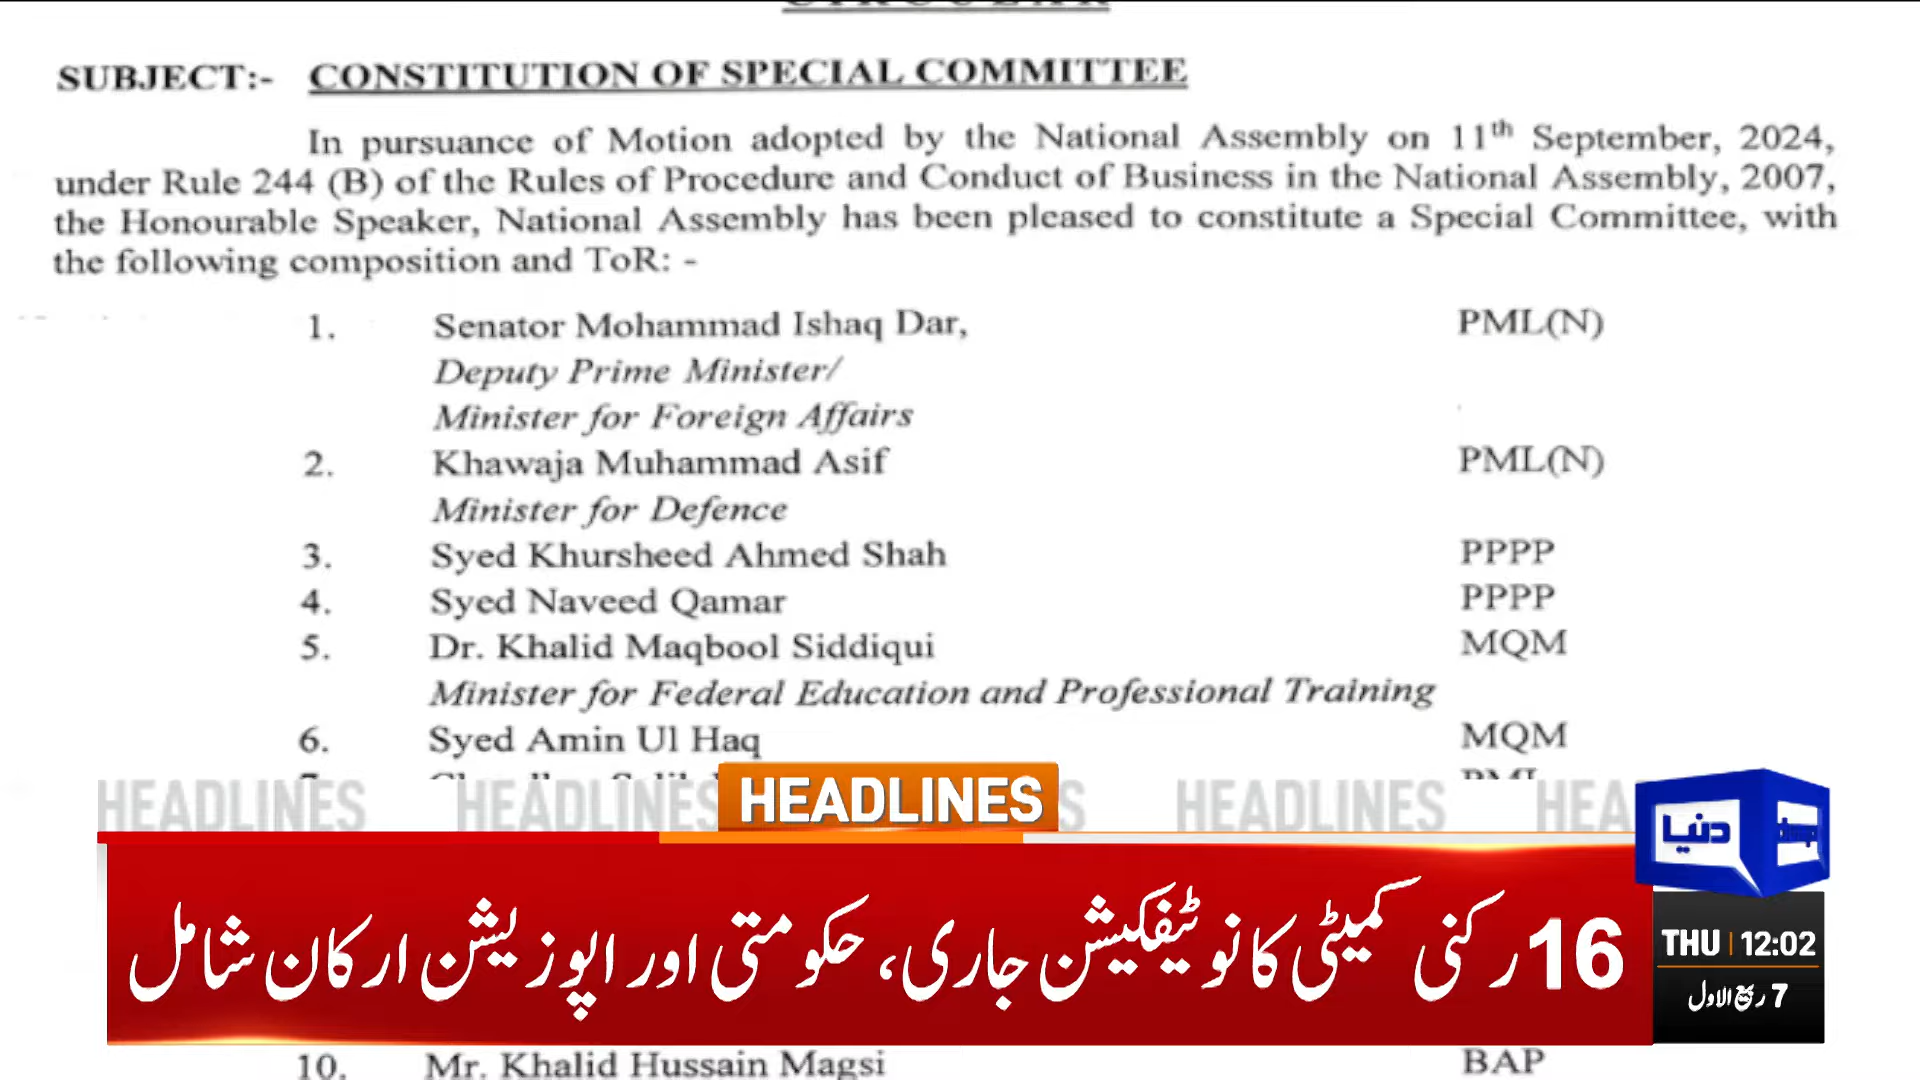 CIRCULAR
SUBJECT:- CONSTITUTION OF SPECIAL COMMITTEE
In pursuance of Motion adopted by the National Assembly on 11th September, 2024,
under Rule 244 (B) of the Rules of Procedure and Conduct of Business in the National Assembly, 2007,
the Honourable Speaker, National Assembly has been pleased to constitute a Special Committee, with
the following composition and ToR: -
1. Senator Mohammad Ishaq Dar, PML(N)
Deputy Prime Minister/
Minister for Foreign Affairs
2. Khawaja Muhammad Asif PML(N)
Minister for Defence
3. Syed Khursheed Ahmed Shah PPPP
4. Syed Naveed Qamar PPPP
5. Dr. Khalid Maqbool Siddiqui MQM
Minister for Federal Education and Professional Training
6. Syed Amin Ul Haq MQM
HEADLINES HEADLINES HEADLINES HEADLINES
HEADLINES
دنیا
16 رکنی کمیٹی کا نوٹیفکیشن جاری، حکومتی اور اپوزیشن ارکان شامل
THU 12:02
7 ربیع الاول
10. Mr. Khalid Hussain Magsi BAP